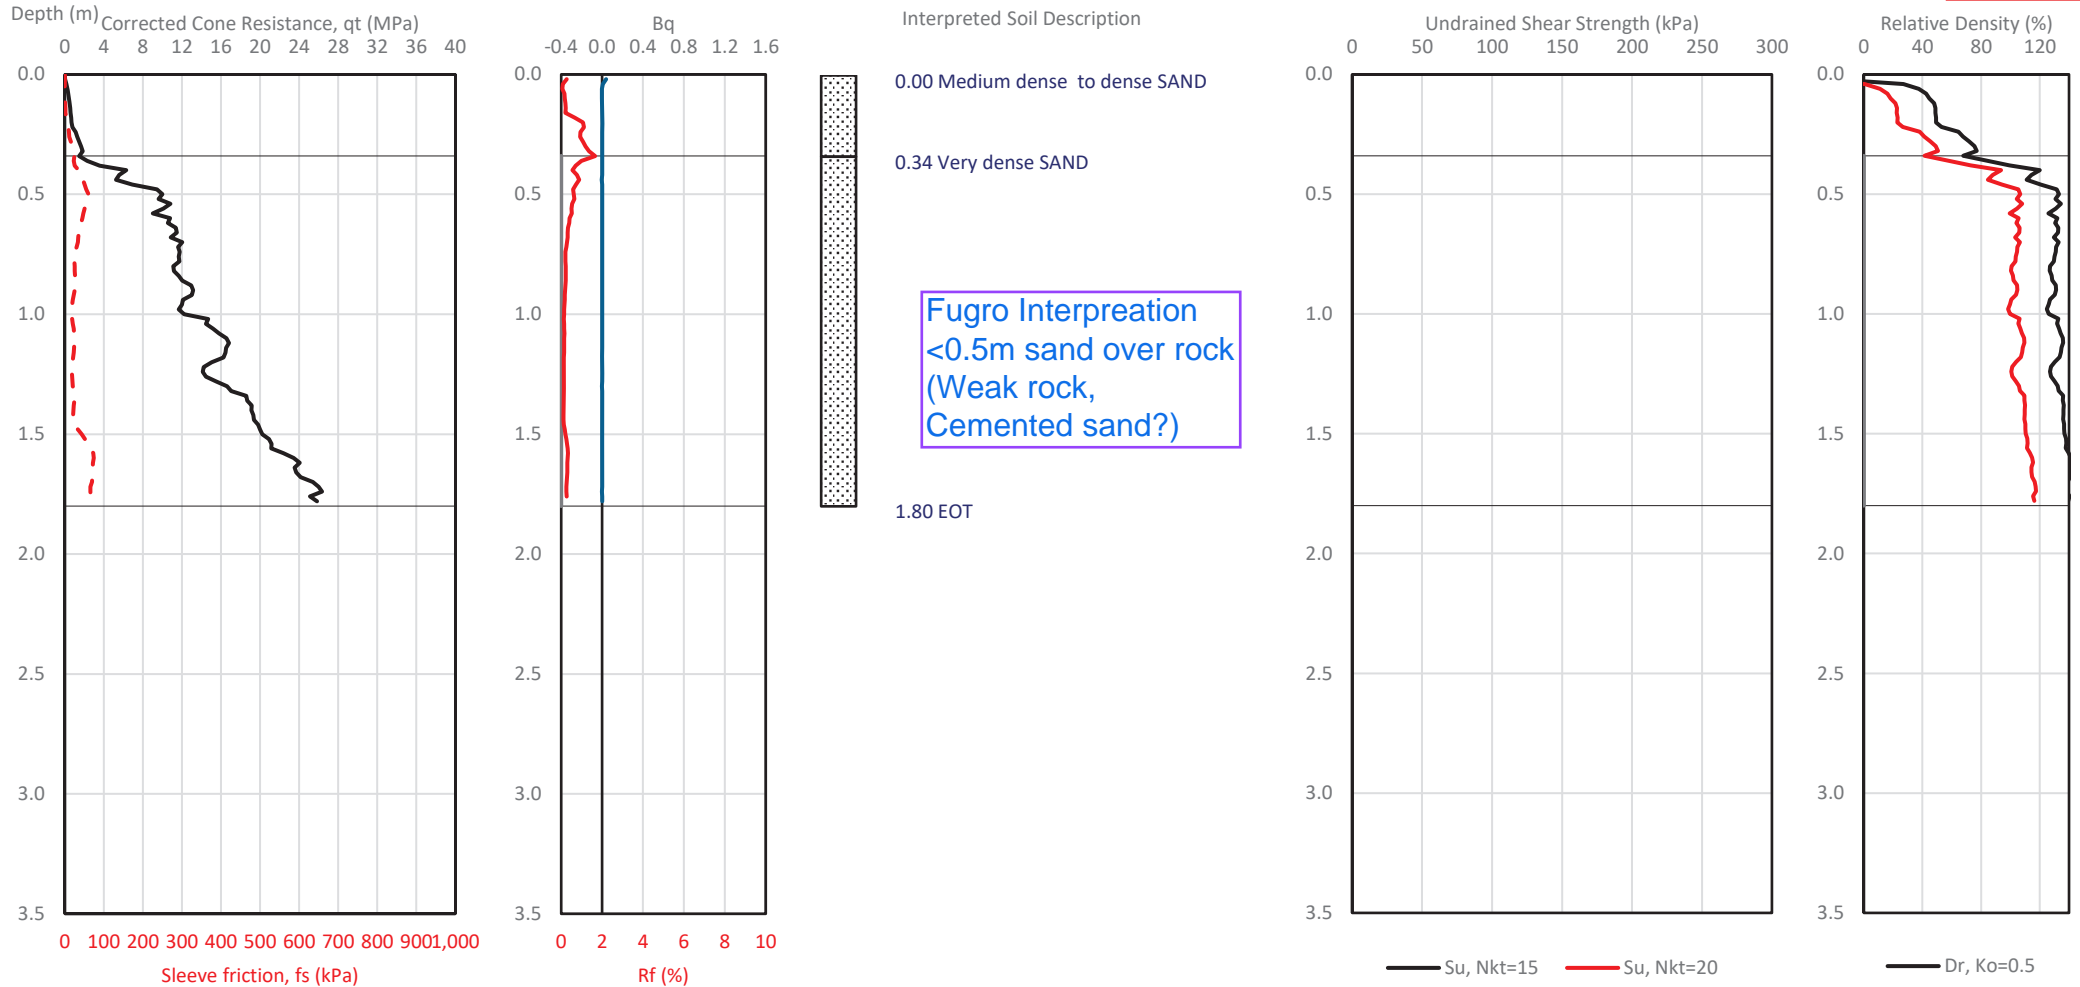 Depth (m)
Corrected Cone Resistance, qt (MPa)
0 4 8 12 16 20 24 28 32 36 40
0.0
0.5
1.0
1.5
2.0
2.5
3.0
3.5
0 100 200 300 400 500 600 700 800 900 1,000
Sleeve friction, fs (kPa)
Bq
-0.4 0.0 0.4 0.8 1.2 1.6
0.0
0.5
1.0
1.5
2.0
2.5
3.0
3.5
0 2 4 6 8 10
Rf (%)
Interpreted Soil Description
0.00 Medium dense to dense SAND
0.34 Very dense SAND
Fugro Interpreation
<0.5m sand over rock
(Weak rock,
Cemented sand?)
1.80 EOT
Undrained Shear Strength (kPa)
0 50 100 150 200 250 300
0.0
0.5
1.0
1.5
2.0
2.5
3.0
3.5
Su, Nkt=15 Su, Nkt=20
Relative Density (%)
0 40 80 120
0.0
0.5
1.0
1.5
2.0
2.5
3.0
3.5
Dr, Ko=0.5